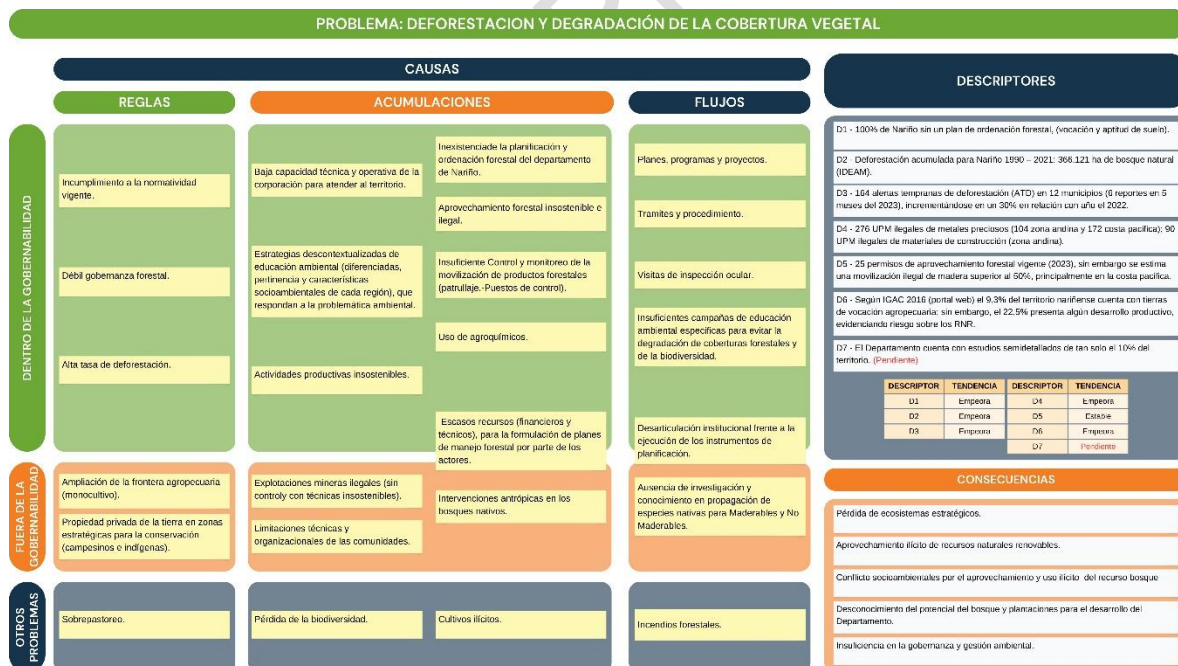 PROBLEMA: DEFORESTACION Y DEGRADACIÓN DE LA COBERTURA VEGETAL
CAUSAS
REGLAS
ACUMULACIONES
FLUJOS
DENTRO DE LA GOBERNABILIDAD
Incumplimiento a la normatividad
vigente.
Débil gobernanza forestal.
Alta tasa de deforestación.
Baja capacidad técnica y operativa de la
corporación para atender al territorio.
Estrategias descontextualizadas de
educación ambiental (diferenciadas,
pertinencia y características
socioambientales de cada región), que
respondan a la problemática ambiental.
Actividades productivas insostenibles.
Inexistenciade la planificación y
ordenación forestal del departamento
de Nariño.
Aprovechamiento forestal insostenible e
ilegal.
Insuficiente Control y monitoreo de la
movilización de productos forestales
(patrullaje.-Puestos de control).
Uso de agroquímicos.
Escasos recursos (financieros y
técnicos), para la formulación de planes
de manejo forestal por parte de los
actores.
Planes, programas y proyectos.
Tramites y procedimiento.
Visitas de inspección ocular.
Insuficientes campañas de educación
ambiental especificas para evitar la
degradación de coberturas forestales y
de la biodiversidad.
Desarticulación institucional frente a la
ejecución de los instrumentos de
planificación.
FUERA DE LA
GOBERNABILIDAD
Ampliación de la frontera agropecuaria
(monocultivo).
Propiedad privada de la tierra en zonas
estratégicas para la conservación
(campesinos e indígenas).
Explotaciones mineras ilegales (sin
controly con técnicas insostenibles).
Limitaciones técnicas y
organizacionales de las comunidades.
Intervenciones antrópicas en los
bosques nativos.
Ausencia de investigación y
conocimiento en propagación de
especies nativas para Maderables y No
Maderables.
OTROS
PROBLEMAS
Sobrepastoreo.
Pérdida de la biodiversidad.
Cultivos ilícitos.
Incendios forestales.
DESCRIPTORES
D1 - 100% de Nariño sin un plan de ordenación forestal, (vocación y aptitud de suelo).
D2 - Deforestación acumulada para Nariño 1990 – 2021: 366.121 ha de bosque natural
(IDEAM).
D3 - 164 alertas tempranas de deforestación (ATD) en 12 municipios (6 reportes en 5
meses del 2023), incrementándose en un 30% en relación con año el 2022.
D4 - 276 UPM ilegales de metales preciosos (104 zona andina y 172 costa pacifica); 90
UPM ilegales de materiales de construcción (zona andina).
D5 - 25 permisos de aprovechamiento forestal vigente (2023), sin embargo se estima
una movilización ilegal de madera superior al 50%, principalmente en la costa pacífica.
D6 - Según IGAC 2016 (portal web) el 9,3% del territorio nariñense cuenta con tierras
de vocación agropecuaria; sin embargo, el 22.5% presenta algún desarrollo productivo,
evidenciando riesgo sobre los RNR.
D7 - El Departamento cuenta con estudios semidetallados de tan solo el 10% del
territorio. (Pendiente)
DESCRIPTOR TENDENCIA DESCRIPTOR TENDENCIA
D1 Empeora D4 Empeora
D2 Empeora D5 Estable
D3 Empeora D6 Empeora
D7 Pendiente
CONSECUENCIAS
Pérdida de ecosistemas estratégicos.
Aprovechamiento ilícito de recursos naturales renovables.
Conflicto socioambientales por el aprovechamiento y uso ilícito del recurso bosque
Desconocimiento del potencial del bosque y plantaciones para el desarrollo del
Departamento.
Insuficiencia en la gobernanza y gestión ambiental.